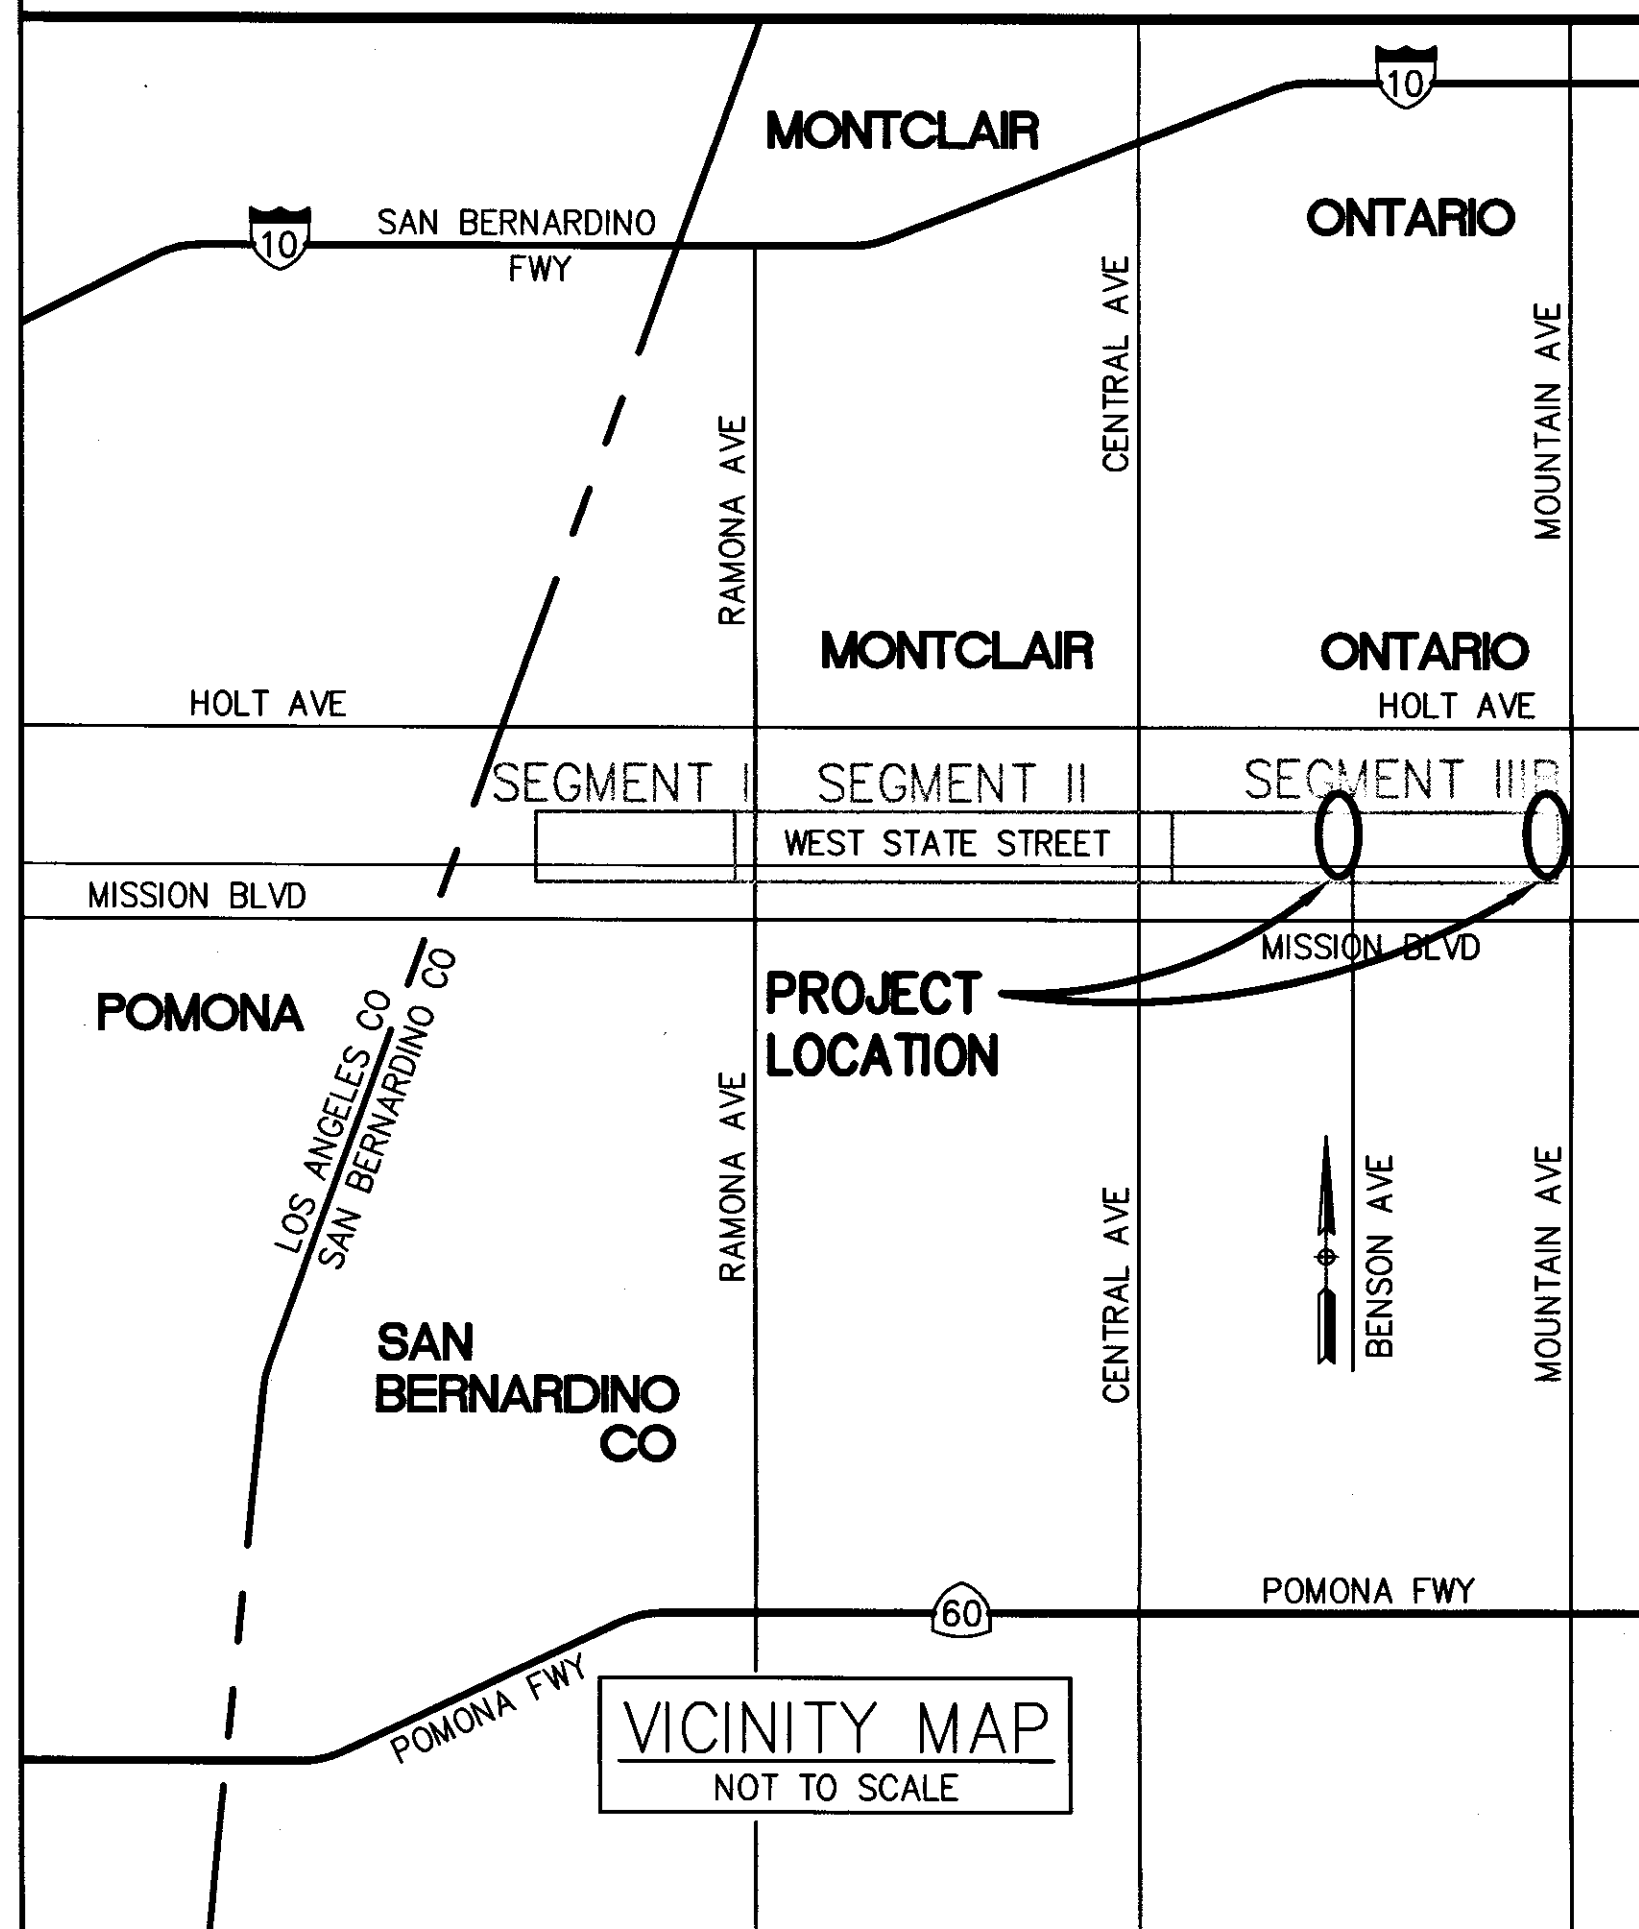 10
MONTCLAIR
10
SAN BERNARDINO
FWY
ONTARIO
CENTRAL AVE
MOUNTAIN AVE
RAMONA AVE
MONTCLAIR
ONTARIO
HOLT AVE
HOLT AVE
SEGMENT I
SEGMENT II
SEGMENT IIIB
WEST STATE STREET
MISSION BLVD
MISSION BLVD
POMONA
LOS ANGELES CO
SAN BERNARDINO CO
PROJECT
LOCATION
RAMONA AVE
CENTRAL AVE
BENSON AVE
MOUNTAIN AVE
SAN
BERNARDINO
CO
POMONA FWY
60
POMONA FWY
VICINITY MAP
NOT TO SCALE